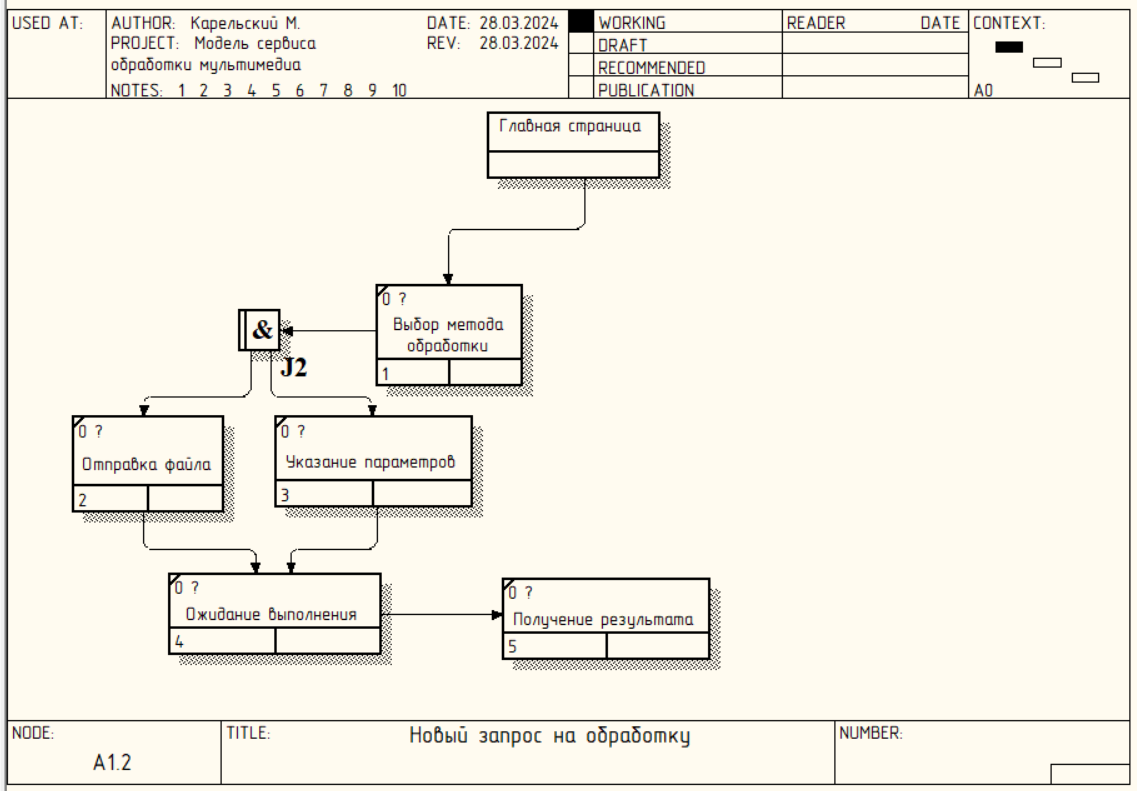 USED AT:
AUTHOR: Карельский М.
DATE: 28.03.2024
PROJECT: Модель сервиса
REV: 28.03.2024
обработки мультимедиа
NOTES: 1 2 3 4 5 6 7 8 9 10
WORKING
DRAFT
RECOMMENDED
PUBLICATION
READER DATE
CONTEXT:
A0
Главная страница
0 ?
Выбор метода
обработки
1
&
J2
0 ?
Отправка файла
2
0 ?
Указание параметров
3
0 ?
Ожидание выполнения
4
0 ?
Получение результата
5
NODE:
A1.2
TITLE:
Новый запрос на обработку
NUMBER: